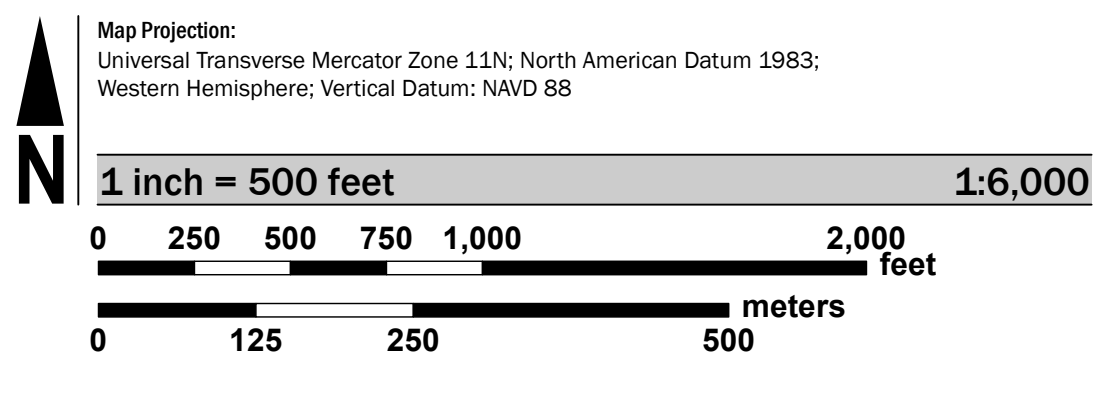 Map Projection:
Universal Transverse Mercator Zone 11N; North American Datum 1983;
Western Hemisphere; Vertical Datum: NAVD 88
N
1 inch = 500 feet 1:6,000
0 250 500 750 1,000 2,000
feet
meters
0 125 250 500